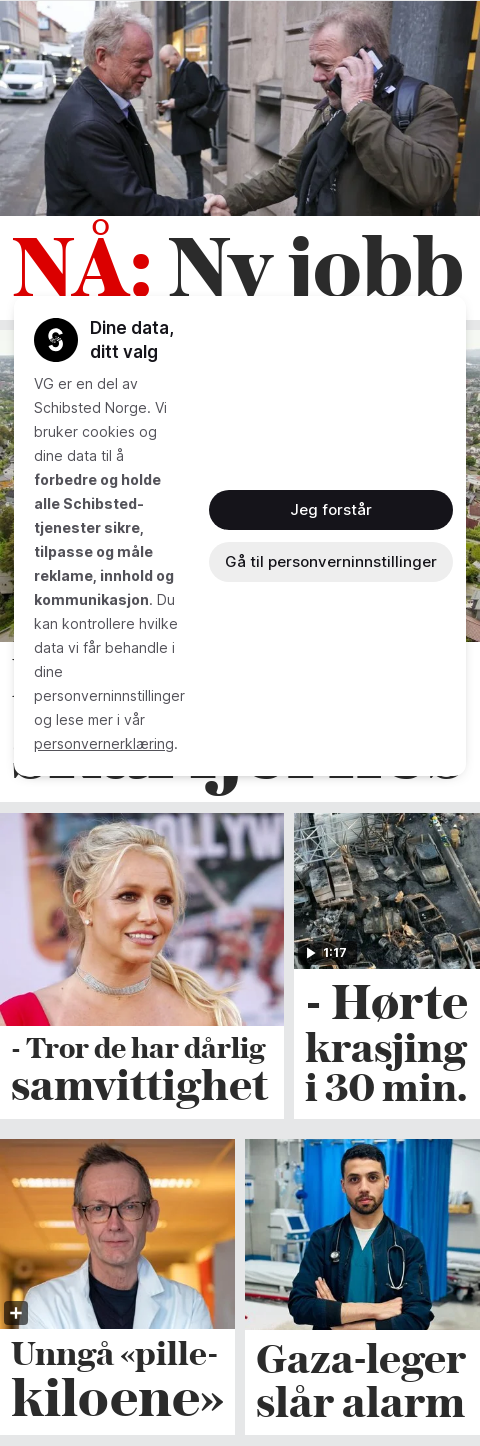 NÅ: Ny jobb
Dine data,
ditt valg
VG er en del av
Schibsted Norge. Vi
bruker cookies og
dine data til å
forbedre og holde
alle Schibsted-
tjenester sikre,
tilpasse og måle
reklame, innhold og
kommunikasjon. Du
kan kontrollere hvilke
data vi får behandle i
dine
personverninnstillinger
og lese mer i vår
personvernerklæring.
Jeg forstår
Gå til personverninnstillinger
1:17
- Tror de har dårlig
samvittighet
- Hørte
krasjing
i 30 min.
Unngå «pille-
kiloene»
Gaza-leger
slår alarm